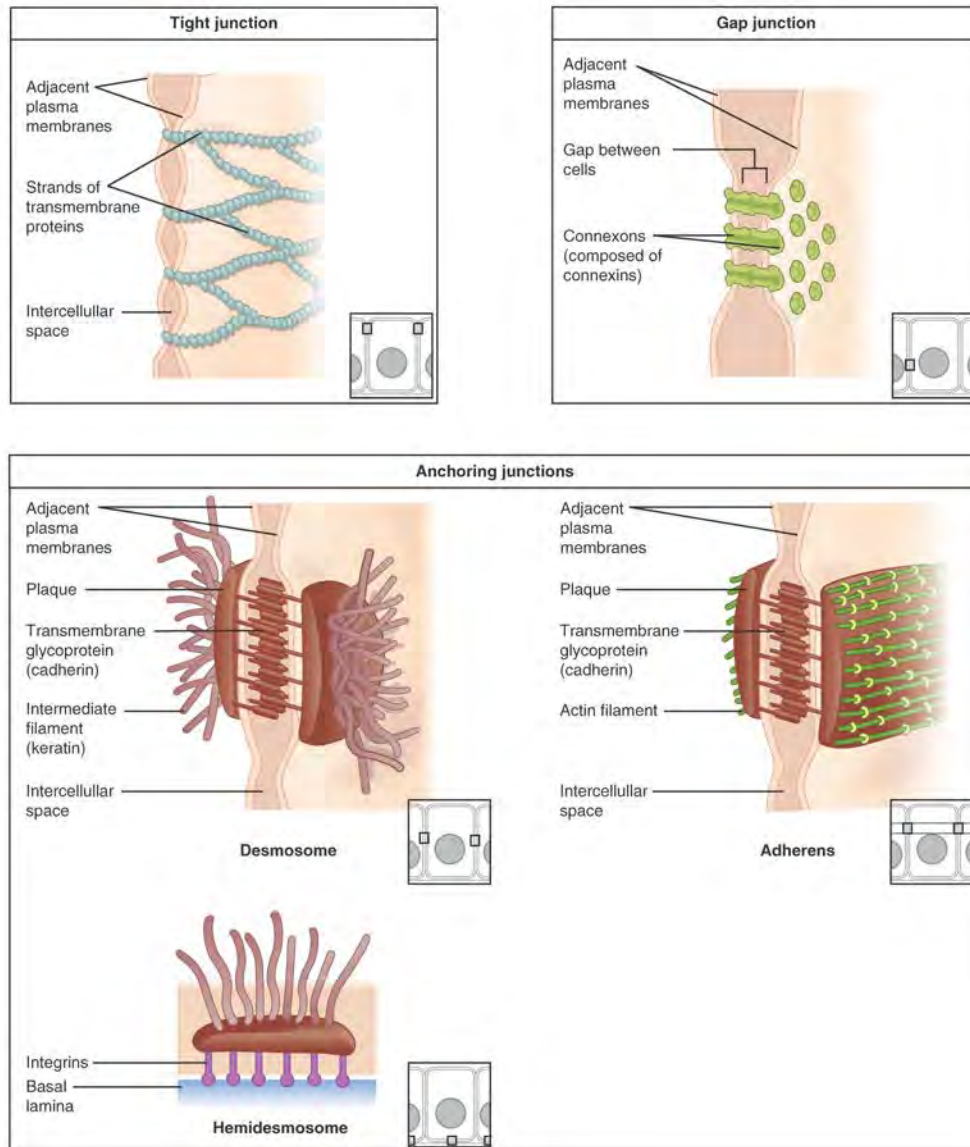 Tight junction
Adjacent
plasma
membranes
Strands of
transmembrane
proteins
Intercellular
space
Gap junction
Adjacent
plasma
membranes
Gap between
cells
Connexons
(composed of
connexins)
Anchoring junctions
Adjacent
plasma
membranes
Plaque
Transmembrane
glycoprotein
(cadherin)
Intermediate
filament
(keratin)
Intercellular
space
Desmosome
Adjacent
plasma
membranes
Plaque
Transmembrane
glycoprotein
(cadherin)
Actin filament
Intercellular
space
Adherens
Integrins
Basal
lamina
Hemidesmosome